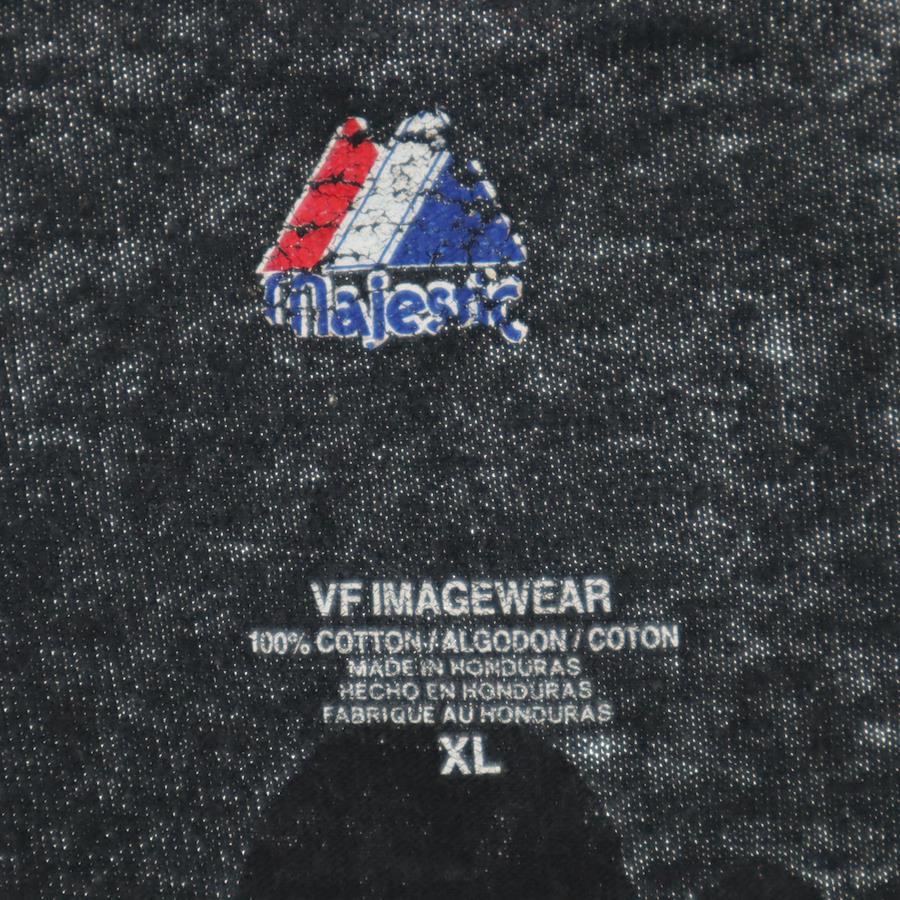 Majestic
VF IMAGEWEAR
100% COTTON / ALGODON / COTON
MADE IN HONDURAS
HECHO EN HONDURAS
FABRIQUE AU HONDURAS
XL